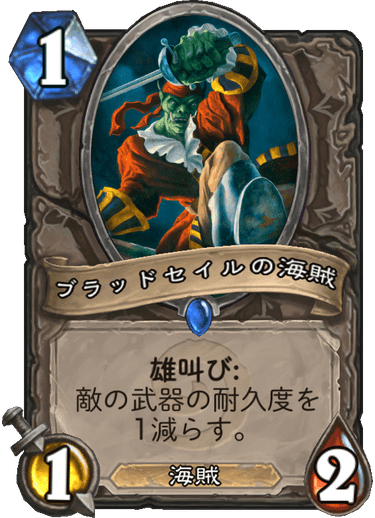 1
ブラッドセイルの海賊
雄叫び:
敵の武器の耐久度を
1減らす。
海賊
1
2